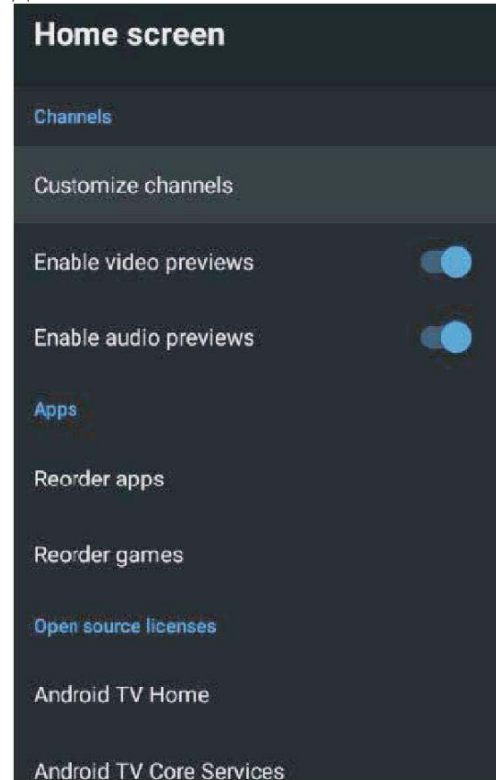 Home screen
Channels
Customize channels
Enable video previews
Enable audio previews
Apps
Reorder apps
Reorder games
Open source licenses
Android TV Home
Android TV Core Services